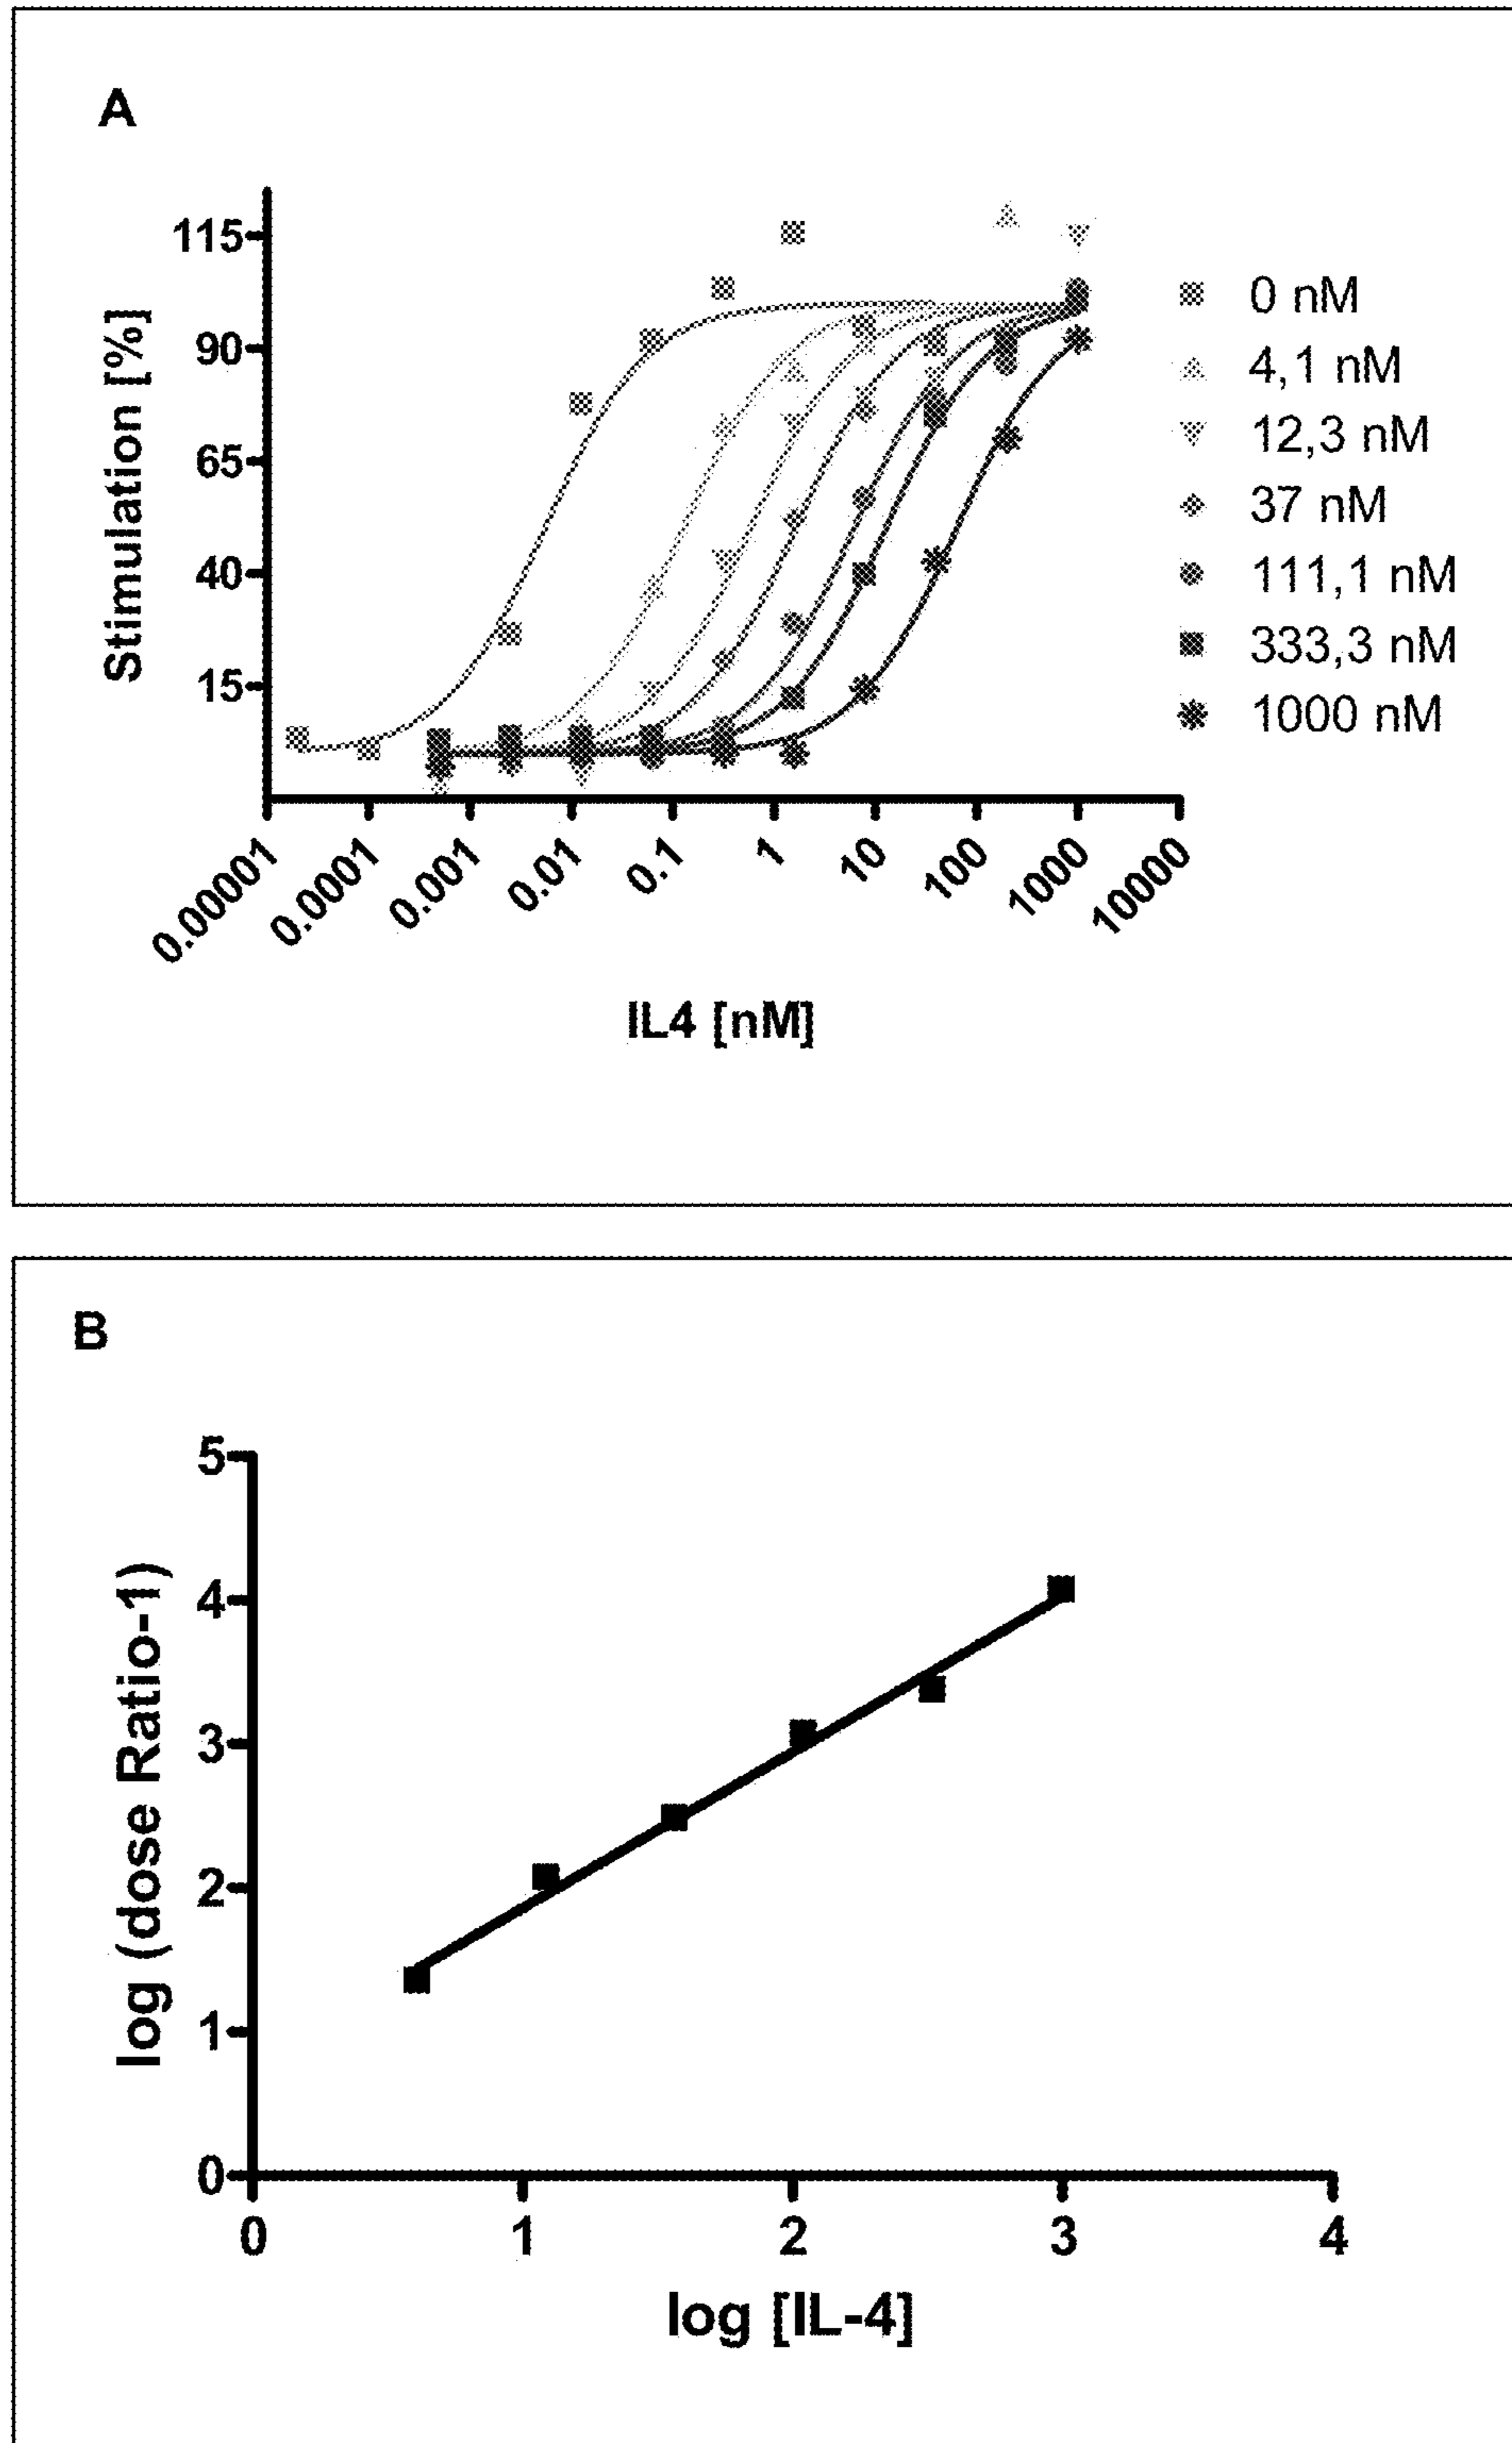 A
Stimulation [%]
115
90
65
40
15
0.00001
0.0001
0.001
0.01
0.1
1
10
100
1000
10000
IL4 [nM]
0 nM
4,1 nM
12,3 nM
37 nM
111,1 nM
333,3 nM
1000 nM
B
log (dose Ratio-1)
5
4
3
2
1
0
0
1
2
3
4
log [IL-4]